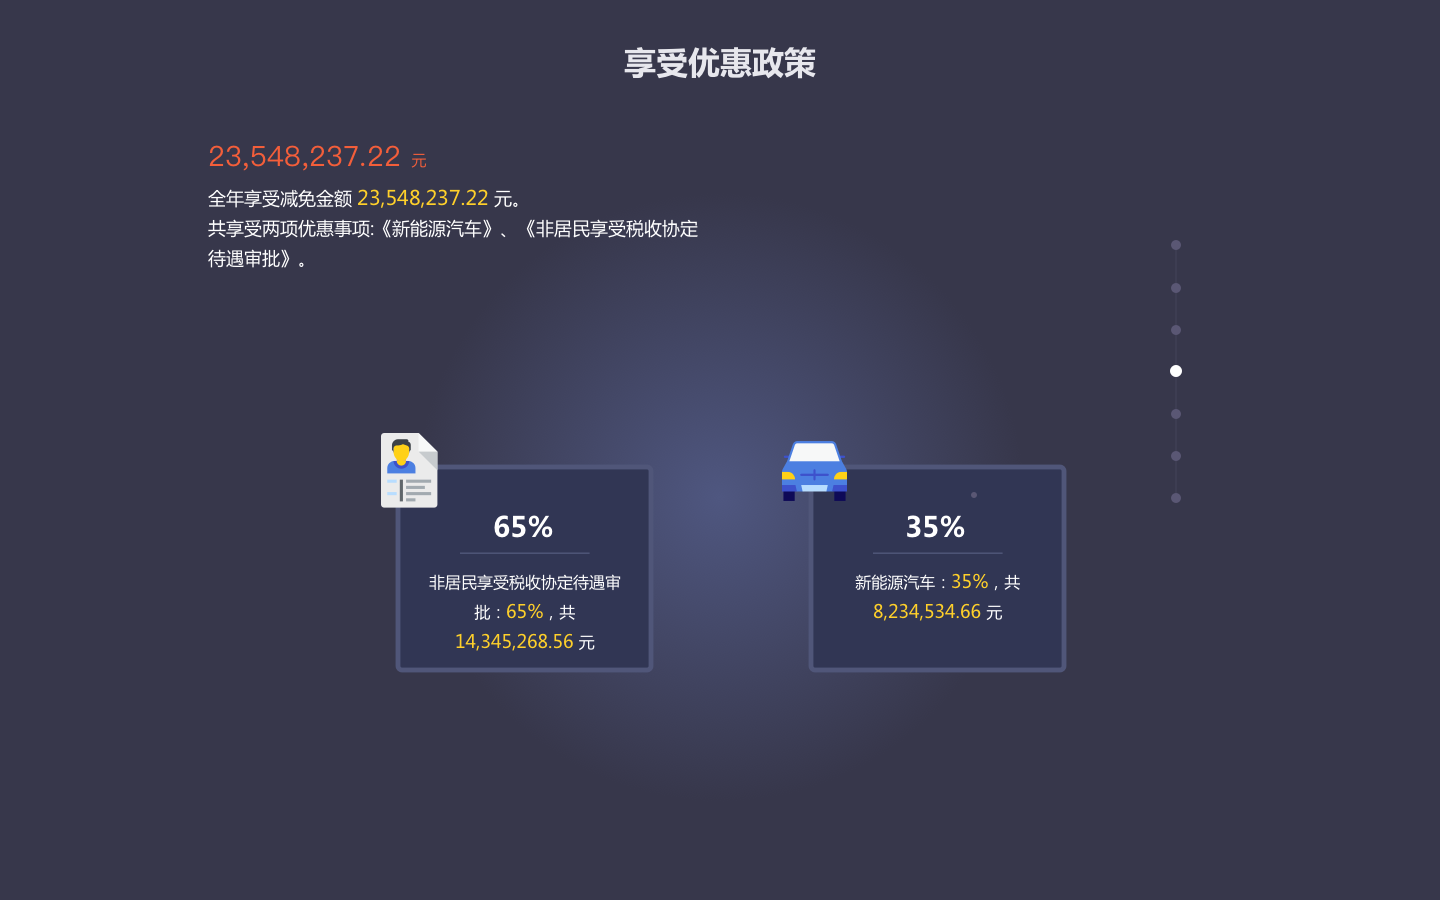 享受优惠政策
23,548,237.22 元
全年享受减免金额 23,548,237.22 元。
共享受两项优惠事项:《新能源汽车》、《非居民享受税收协定
待遇审批》。
65%
非居民享受税收协定待遇审
批：65%，共
14,345,268.56 元
35%
新能源汽车：35%，共
8,234,534.66 元